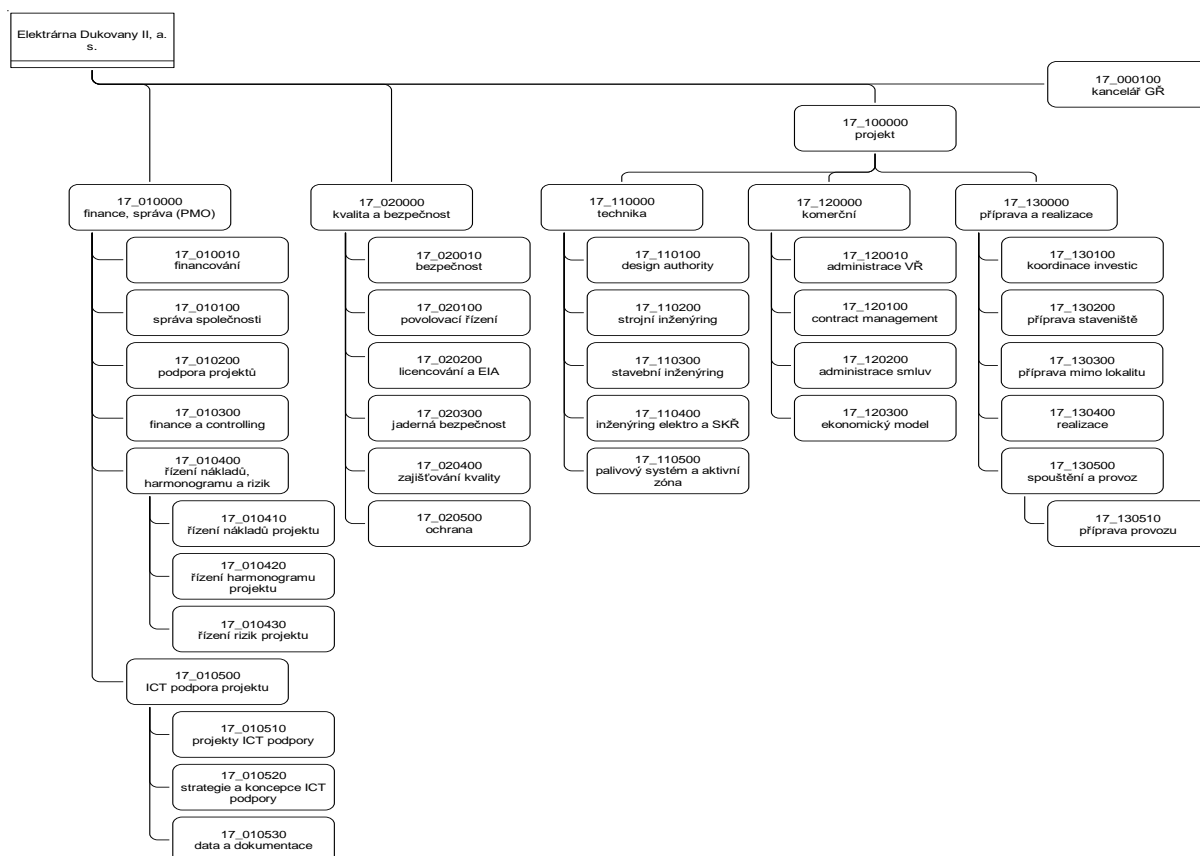 Elektrárna Dukovany II, a.
s.
17_000100
kancelář GŘ
17_100000
projekt
17_010000
finance, správa (PMO)
17_010010
financování
17_010100
správa společnosti
17_010200
podpora projektů
17_010300
finance a controlling
17_010400
řízení nákladů,
harmonogramu a rizik
17_010410
řízení nákladů projektu
17_010420
řízení harmonogramu
projektu
17_010430
řízení rizik projektu
17_010500
ICT podpora projektu
17_010510
projekty ICT podpory
17_010520
strategie a koncepce ICT
podpory
17_010530
data a dokumentace
17_020000
kvalita a bezpečnost
17_020010
bezpečnost
17_020100
povolovací řízení
17_020200
licencování a EIA
17_020300
jaderná bezpečnost
17_020400
zajišťování kvality
17_020500
ochrana
17_110000
technika
17_110100
design authority
17_110200
strojní inženýring
17_110300
stavební inženýring
17_110400
inženýring elektro a SKŘ
17_110500
palivový systém a aktivní
zóna
17_120000
komerční
17_120010
administrace VŘ
17_120100
contract management
17_120200
administrace smluv
17_120300
ekonomický model
17_130000
příprava a realizace
17_130100
koordinace investic
17_130200
příprava staveniště
17_130300
příprava mimo lokalitu
17_130400
realizace
17_130500
spouštění a provoz
17_130510
příprava provozu